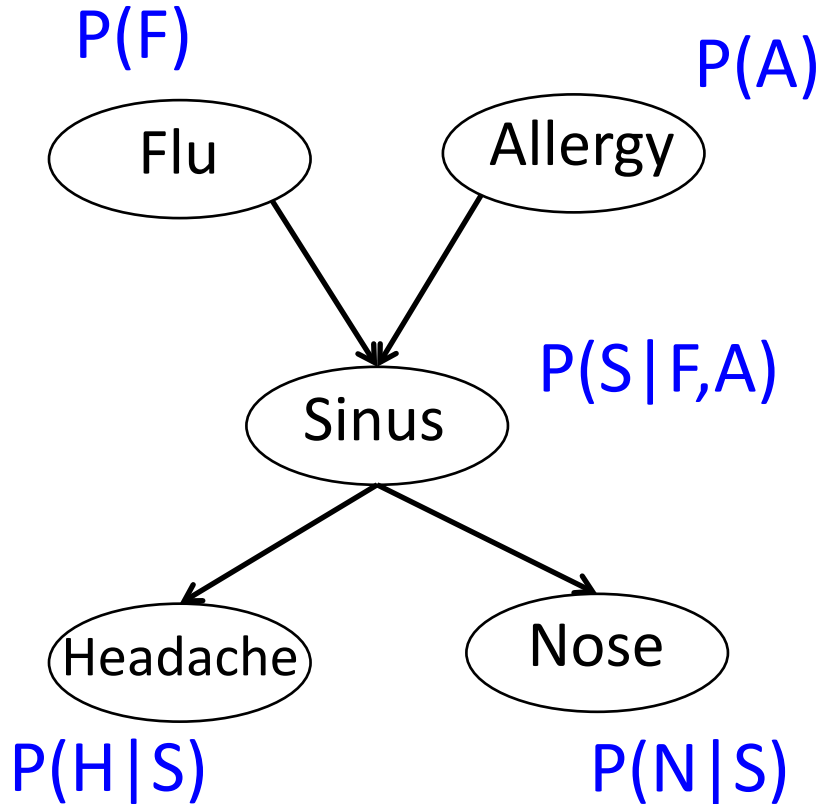 P(F)
P(A)
Flu
Allergy
P(S|F,A)
Sinus
Headache
Nose
P(H|S)
P(N|S)